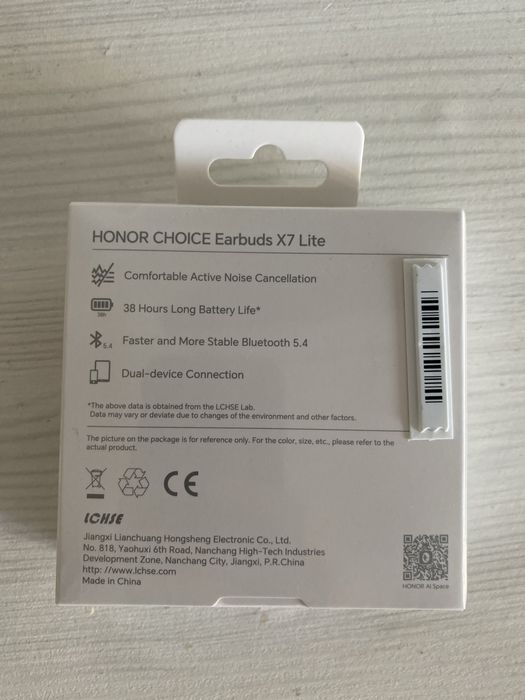 HONOR CHOICE Earbuds X7 Lite
Comfortable Active Noise Cancellation
38h
38 Hours Long Battery Life*
5.4
Faster and More Stable Bluetooth 5.4
Dual-device Connection
*The above data is obtained from the LCHSE Lab.
Data may vary or deviate due to changes of the environment and other factors.
The picture on the package is for reference only. For the color, size, etc., please refer to the
actual product.
CE
LCHSE
Jiangxi Lianchuang Hongsheng Electronic Co., Ltd.
No. 818, Yaohuxi 6th Road, Nanchang High-Tech Industries
Development Zone, Nanchang City, Jiangxi, P.R.China
http: //www.lchse.com
Made in China
HONOR AI Space